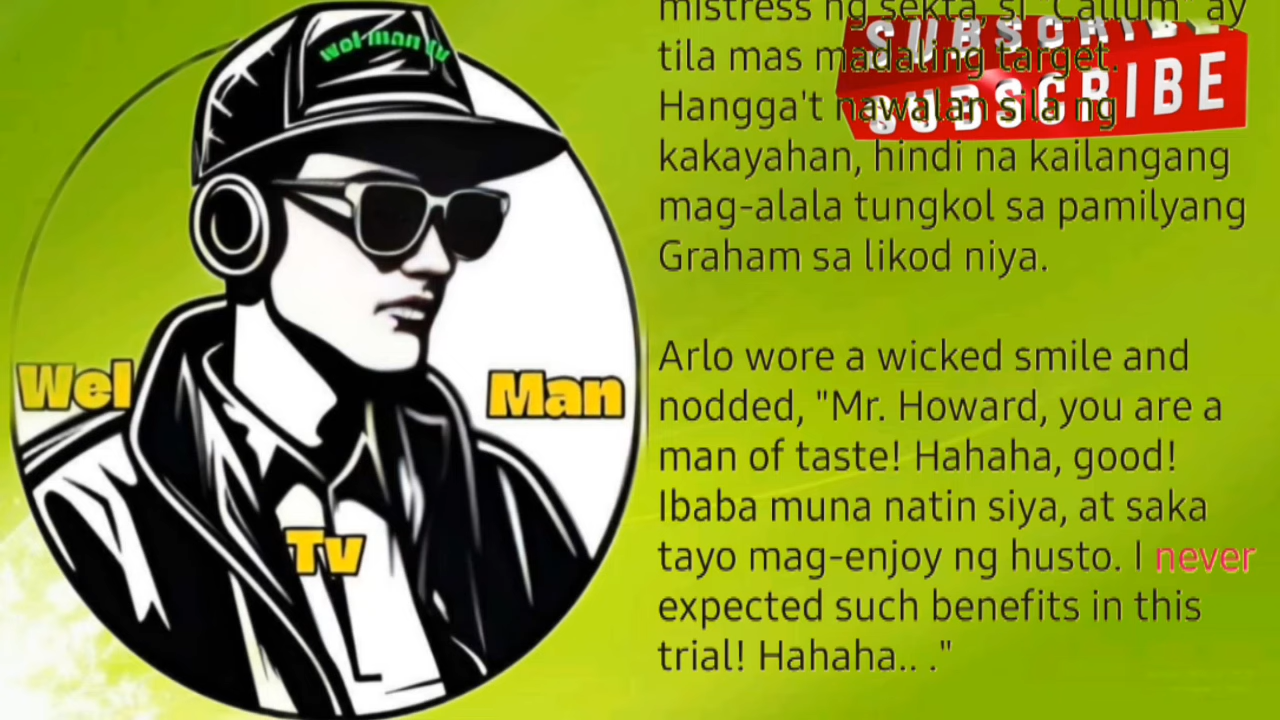 wel man tv
Wel
Man
Tv
mistress ng sekta, si "Callum" ay
tila mas madaling target.
Hangga't nawalan sila ng
kakayahan, hindi na kailangang
mag-alala tungkol sa pamilyang
Graham sa likod niya.
Arlo wore a wicked smile and
nodded, "Mr. Howard, you are a
man of taste! Hahaha, good!
Ibaba muna natin siya, at saka
tayo mag-enjoy ng husto. I never
expected such benefits in this
trial! Hahaha.. ."
SUBSCRIBE
SUBSCRIBE